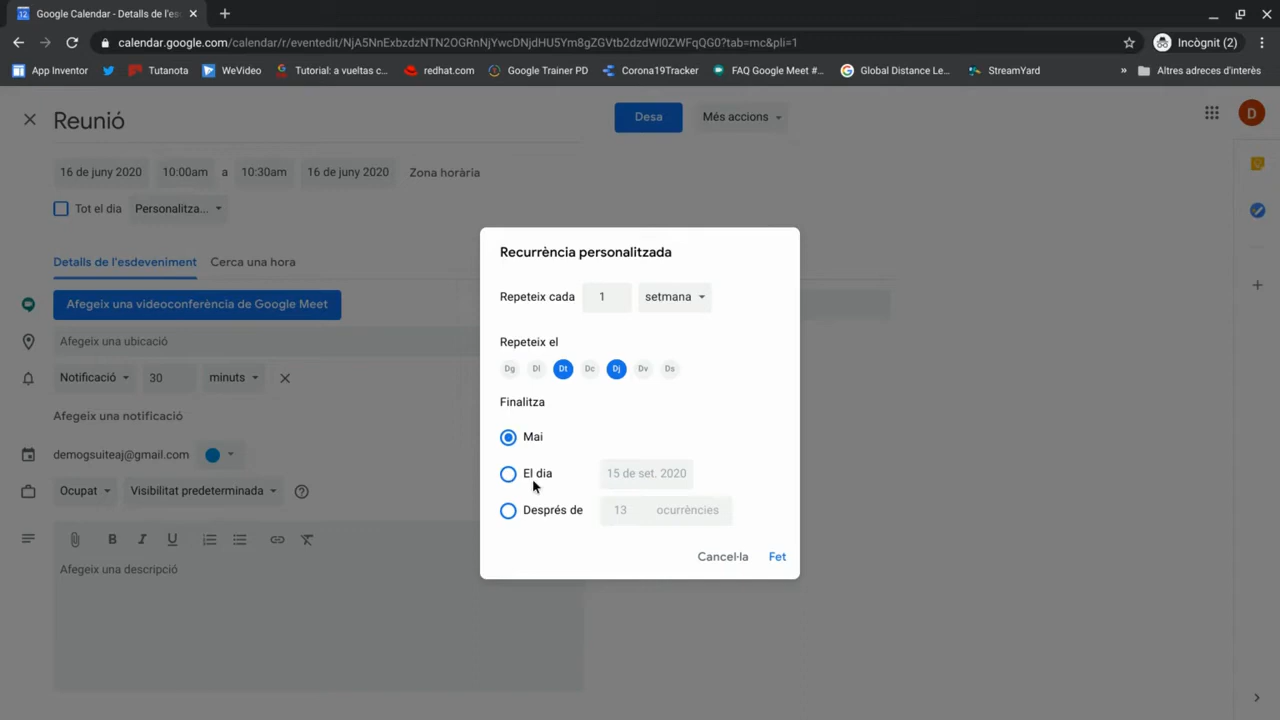 Google Calendar - Detalls de l'es
calendar.google.com/calendar/r/eventedit/NjA5NnExbzdzNTN2OGRnNjYwcDNjdHU5Ym8gZGVtb2dzdWl0ZWFqQG0?tab=mc&pli=1
Incògnit (2)
App Inventor
Tutanota
WeVideo
Tutorial: a vueltas c...
redhat.com
Google Trainer PD
Corona19Tracker
FAQ Google Meet #...
Global Distance Le...
StreamYard
»
Altres adreces d'interès
Reunió
Desa
Més accions
D
16 de juny 2020
10:00am
a
10:30am
16 de juny 2020
Zona horària
Tot el dia
Personalitza...
Detalls de l'esdeveniment
Cerca una hora
Afegeix una videoconferència de Google Meet
Afegeix una ubicació
Notificació
30
minuts
Afegeix una notificació
demogsuiteaj@gmail.com
Ocupat
Visibilitat predeterminada
B I U
Afegeix una descripció
Recurrència personalitzada
Repeteix cada
1
setmana
Repeteix el
Dg Dl Dt Dc Dj Dv Ds
Finalitza
Mai
El dia
15 de set. 2020
Després de
13
ocurrències
Cancel·la
Fet